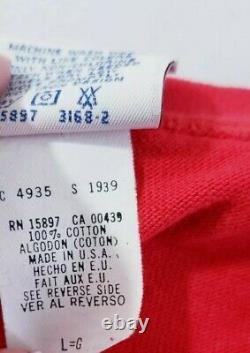 MACHINE WASH
15897 3168-2
C 4935 S 1939
RN 15897 CA 00439
100% COTTON
ALGODON (COTON)
MADE IN U.S.A.
HECHO EN E.U.
FAIT AUX E.U.
SEE REVERSE SIDE
VER AL REVERSO
L=G